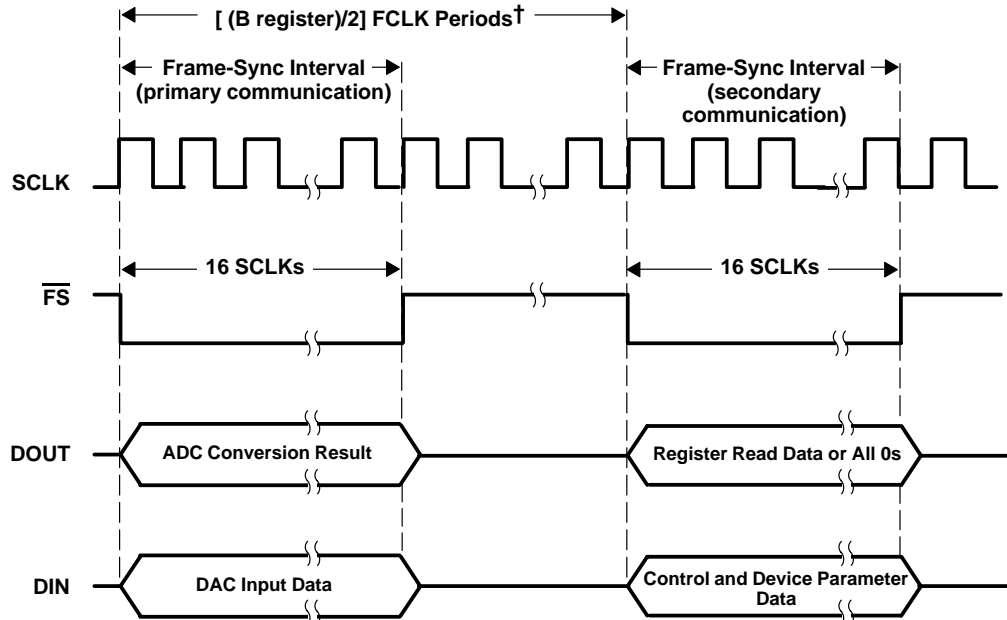 [ (B register)/2] FCLK Periods†
Frame-Sync Interval
(primary communication)
Frame-Sync Interval
(secondary
communication)
SCLK
16 SCLKs
16 SCLKs
FS
DOUT
ADC Conversion Result
Register Read Data or All 0s
DIN
DAC Input Data
Control and Device Parameter
Data